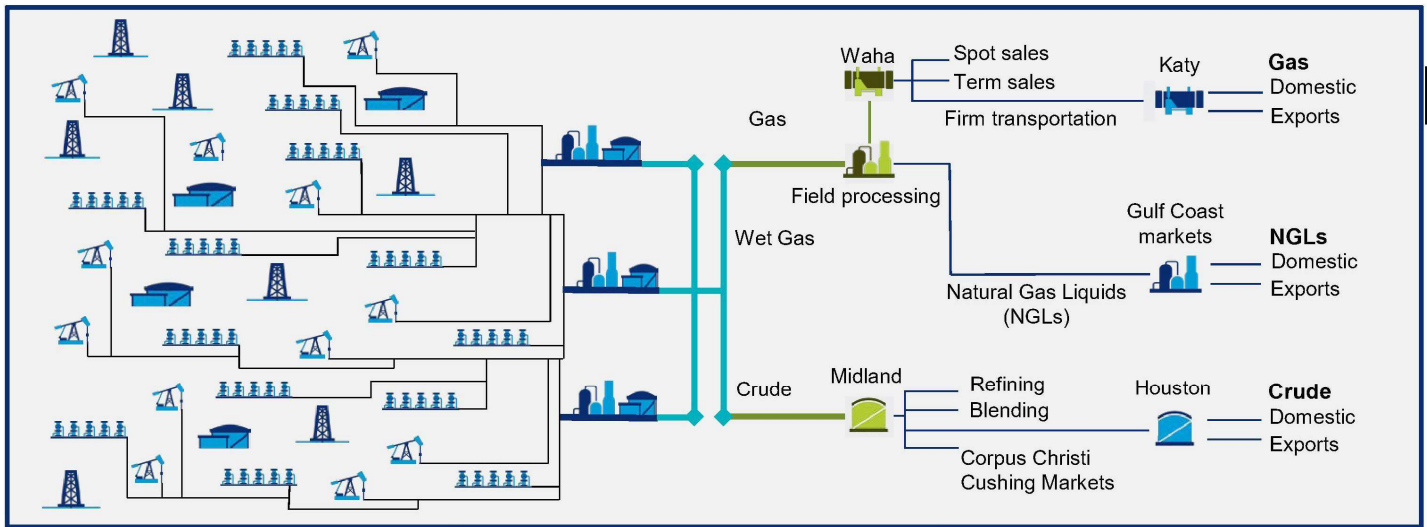 Waha
Spot sales
Term sales
Katy
Gas
Domestic
Exports
Gas
Firm transportation
Field processing
Wet Gas
Gulf Coast
markets
NGLs
Domestic
Exports
Natural Gas Liquids
(NGLs)
Crude
Midland
Refining
Blending
Houston
Crude
Domestic
Exports
Corpus Christi
Cushing Markets